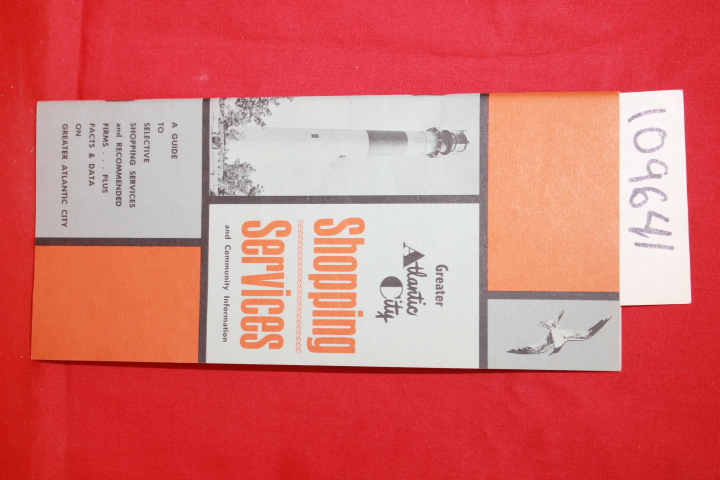 Greater
Atlantic
City
Shopping
Services
and Community Information
A GUIDE
TO
SELECTIVE
SHOPPING SERVICES
and RECOMMENDED
FIRMS . . . PLUS
FACTS & DATA
ON
GREATER ATLANTIC CITY
109641